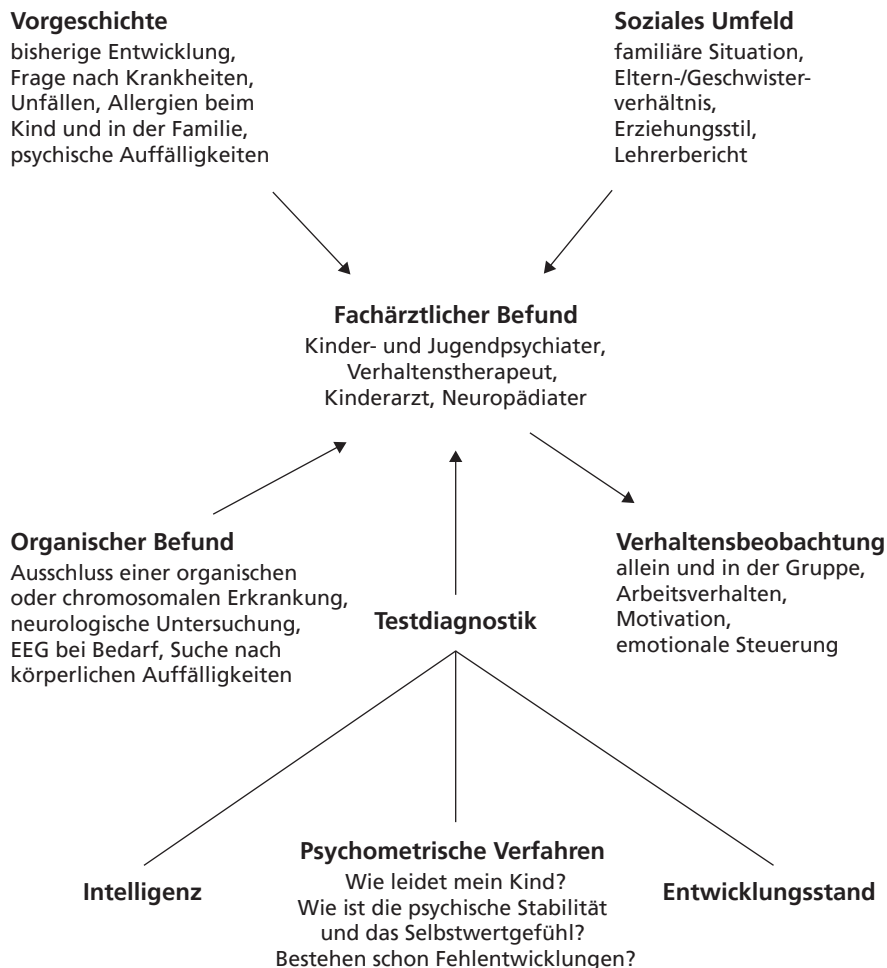 Vorgeschichte
bisherige Entwicklung,
Frage nach Krankheiten,
Unfällen, Allergien beim
Kind und in der Familie,
psychische Auffälligkeiten
Soziales Umfeld
familiäre Situation,
Eltern-/Geschwister-
verhältnis,
Erziehungsstil,
Lehrerbericht
Fachärztlicher Befund
Kinder- und Jugendpsychiater,
Verhaltenstherapeut,
Kinderarzt, Neuropädiater
Organischer Befund
Ausschluss einer organischen
oder chromosomalen Erkrankung,
neurologische Untersuchung,
EEG bei Bedarf, Suche nach
körperlichen Auffälligkeiten
Testdiagnostik
Verhaltensbeobachtung
allein und in der Gruppe,
Arbeitsverhalten,
Motivation,
emotionale Steuerung
Intelligenz
Psychometrische Verfahren
Wie leidet mein Kind?
Wie ist die psychische Stabilität
und das Selbstwertgefühl?
Bestehen schon Fehlentwicklungen?
Entwicklungsstand